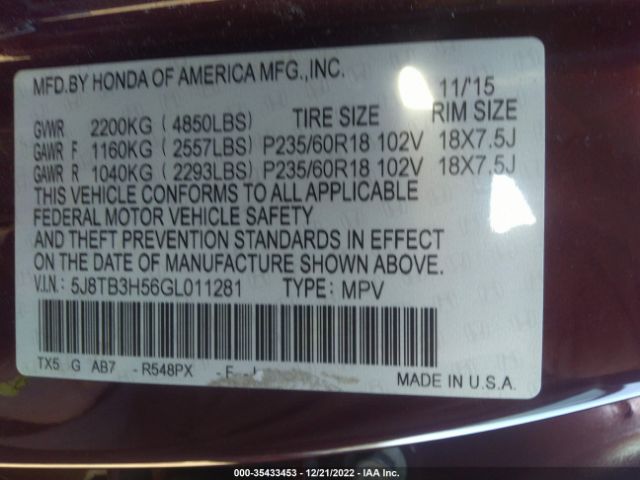 MFD.BY HONDA OF AMERICA MFG.,INC. 11/'15
GVWR 2200KG (4850LBS) TIRE SIZE RIM SIZE
GAWR F 1160KG (2557LBS) P235/60R18 102V 18X7.5J
GAWR R 1040KG (2293LBS) P235/60R18 102V 18X7.5J
THIS VEHICLE CONFORMS TO ALL APPLICABLE
FEDERAL MOTOR VEHICLE SAFETY
AND THEFT PREVENTION STANDARDS IN EFFECT
ON THE DATE OF MANUFACTURE SHOWN ABOVE.
V.I.N: 5J8TB3H56GL011281 TYPE: MPV
TX5 G AB7 -R548PX -F
MADE IN U.S.A.
000-35433453 - 12/21/2022 - IAA Inc.